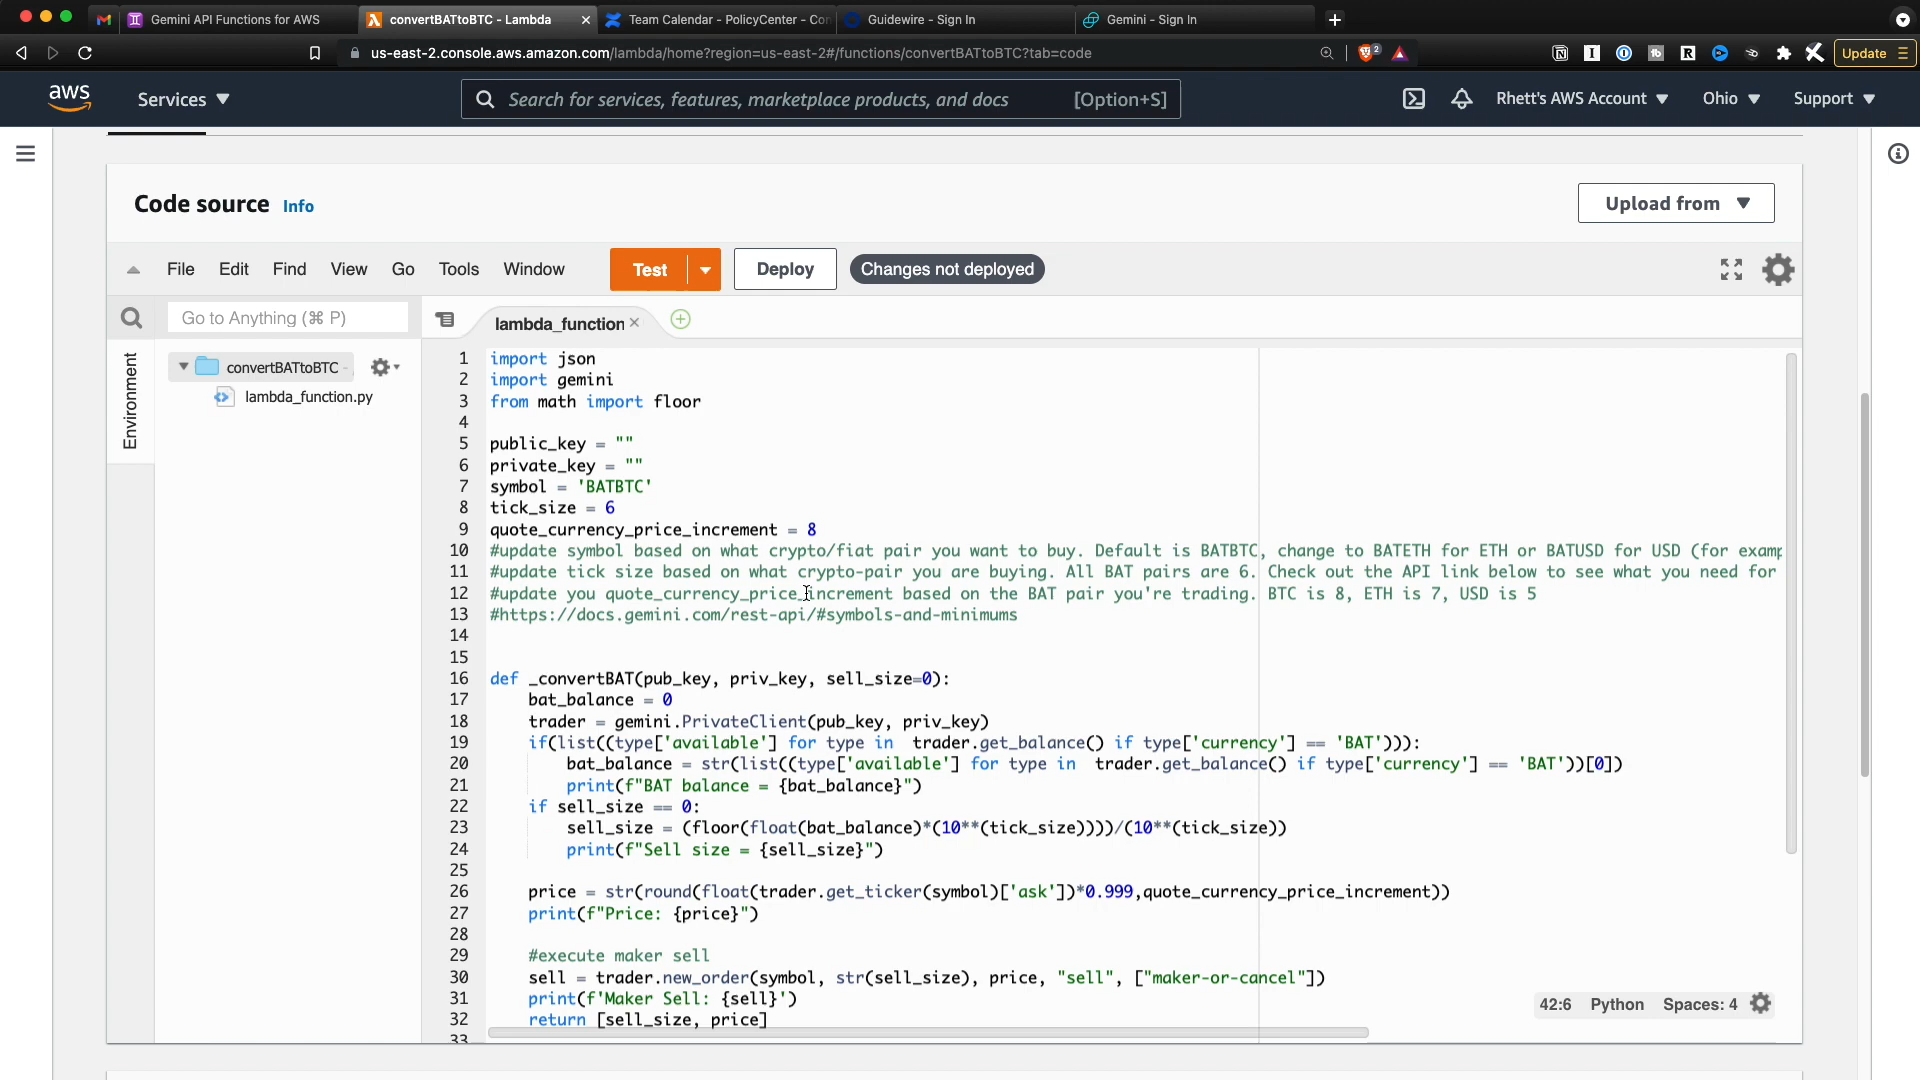 Gemini API Functions for AWS
convertBATtoBTC - Lambda
Team Calendar - PolicyCenter - Con
Guidewire - Sign In
Gemini - Sign In
us-east-2.console.aws.amazon.com/lambda/home?region=us-east-2#/functions/convertBATtoBTC?tab=code
2
Update
aws
Services
Search for services, features, marketplace products, and docs
[Option+S]
Rhett's AWS Account
Ohio
Support
Code source
Info
Upload from
File
Edit
Find
View
Go
Tools
Window
Test
Deploy
Changes not deployed
Go to Anything (⌘ P)
lambda_function
Environment
convertBATtoBTC -
lambda_function.py
1 import json
2 import gemini
3 from math import floor
4
5 public_key = ""
6 private_key = ""
7 symbol = 'BATBTC'
8 tick_size = 6
9 quote_currency_price_increment = 8
10 #update symbol based on what crypto/fiat pair you want to buy. Default is BATBTC, change to BATETH for ETH or BATUSD for USD (for examp
11 #update tick size based on what crypto-pair you are buying. All BAT pairs are 6. Check out the API link below to see what you need for
12 #update you quote_currency_price_increment based on the BAT pair you're trading. BTC is 8, ETH is 7, USD is 5
13 #https://docs.gemini.com/rest-api/#symbols-and-minimums
14
15
16 def _convertBAT(pub_key, priv_key, sell_size=0):
17 bat_balance = 0
18 trader = gemini.PrivateClient(pub_key, priv_key)
19 if(list((type['available'] for type in  trader.get_balance() if type['currency'] == 'BAT'))):
20 bat_balance = str(list((type['available'] for type in  trader.get_balance() if type['currency'] == 'BAT'))[0])
21 print(f"BAT balance = {bat_balance}")
22 if sell_size == 0:
23 sell_size = (floor(float(bat_balance)*(10**(tick_size))))/(10**(tick_size))
24 print(f"Sell size = {sell_size}")
25
26 price = str(round(float(trader.get_ticker(symbol)['ask'])*0.999,quote_currency_price_increment))
27 print(f"Price: {price}")
28
29 #execute maker sell
30 sell = trader.new_order(symbol, str(sell_size), price, "sell", ["maker-or-cancel"])
31 print(f'Maker Sell: {sell}')
32 return [sell_size, price]
33
42:6
Python
Spaces: 4